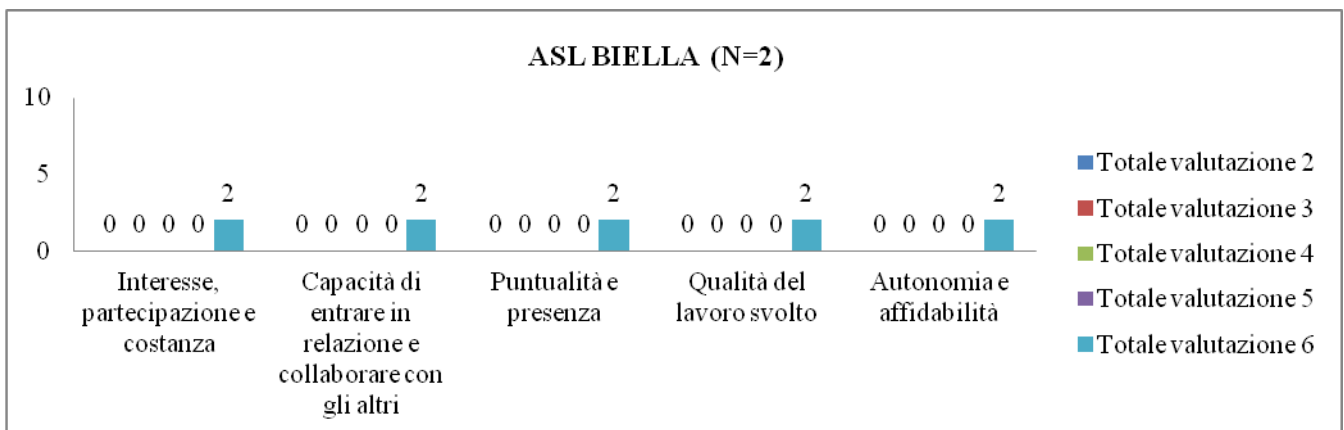 ASL BIELLA (N=2)
10
5
0
0 0 0 0 2
0 0 0 0 2
0 0 0 0 2
0 0 0 0 2
0 0 0 0 2
Interesse,
partecipazione e
costanza
Capacità di
entrare in
relazione e
collaborare con
gli altri
Puntualità e
presenza
Qualità del
lavoro svolto
Autonomia e
affidabilità
Totale valutazione 2
Totale valutazione 3
Totale valutazione 4
Totale valutazione 5
Totale valutazione 6